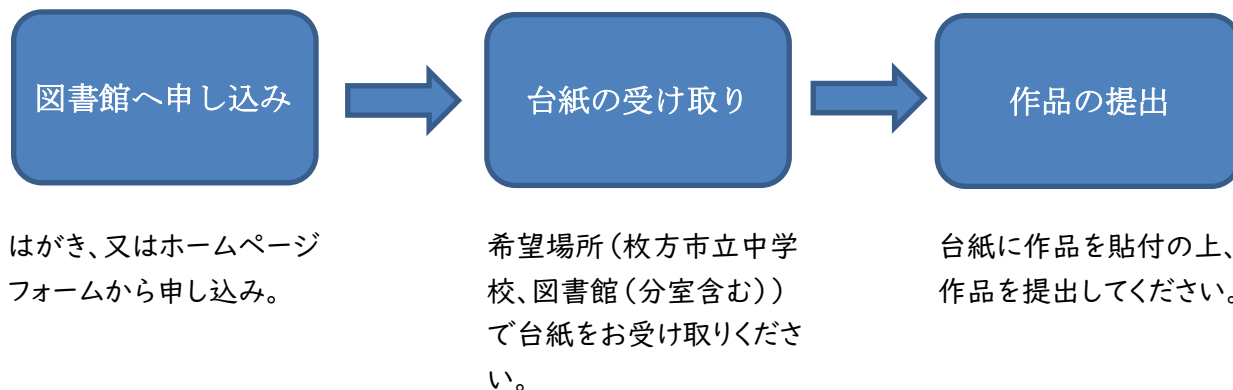 図書館へ申し込み
台紙の受け取り
作品の提出
はがき、又はホームページ
フォームから申し込み。
希望場所(枚方市立中学
校、図書館(分室含む))
で台紙をお受け取りくださ
い。
台紙に作品を貼付の上、
作品を提出してください。